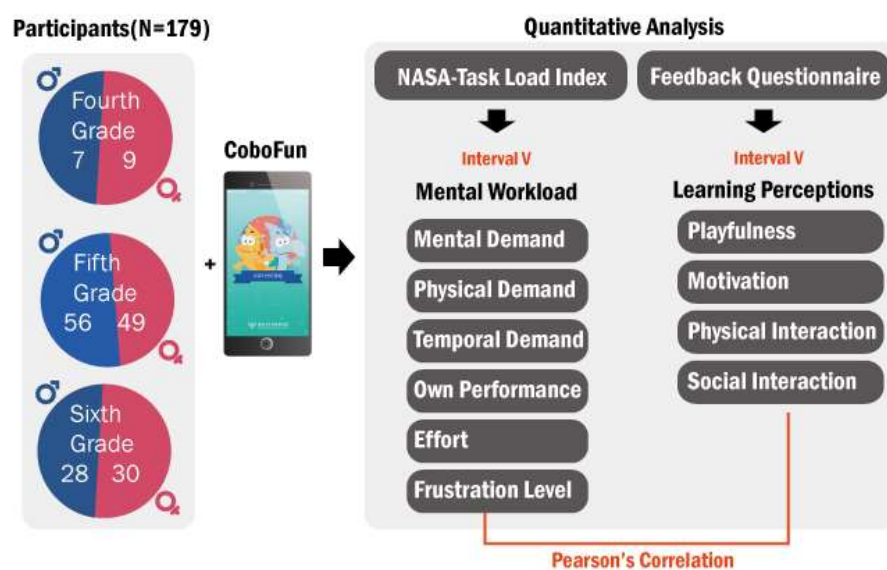 Participants(N=179)
Fourth
Grade
7 9
Fifth
Grade
56 49
Sixth
Grade
28 30
+
CoboFun
Quantitative Analysis
NASA-Task Load Index
Interval V
Mental Workload
Mental Demand
Physical Demand
Temporal Demand
Own Performance
Effort
Frustration Level
Feedback Questionnaire
Interval V
Learning Perceptions
Playfulness
Motivation
Physical Interaction
Social Interaction
Pearson's Correlation